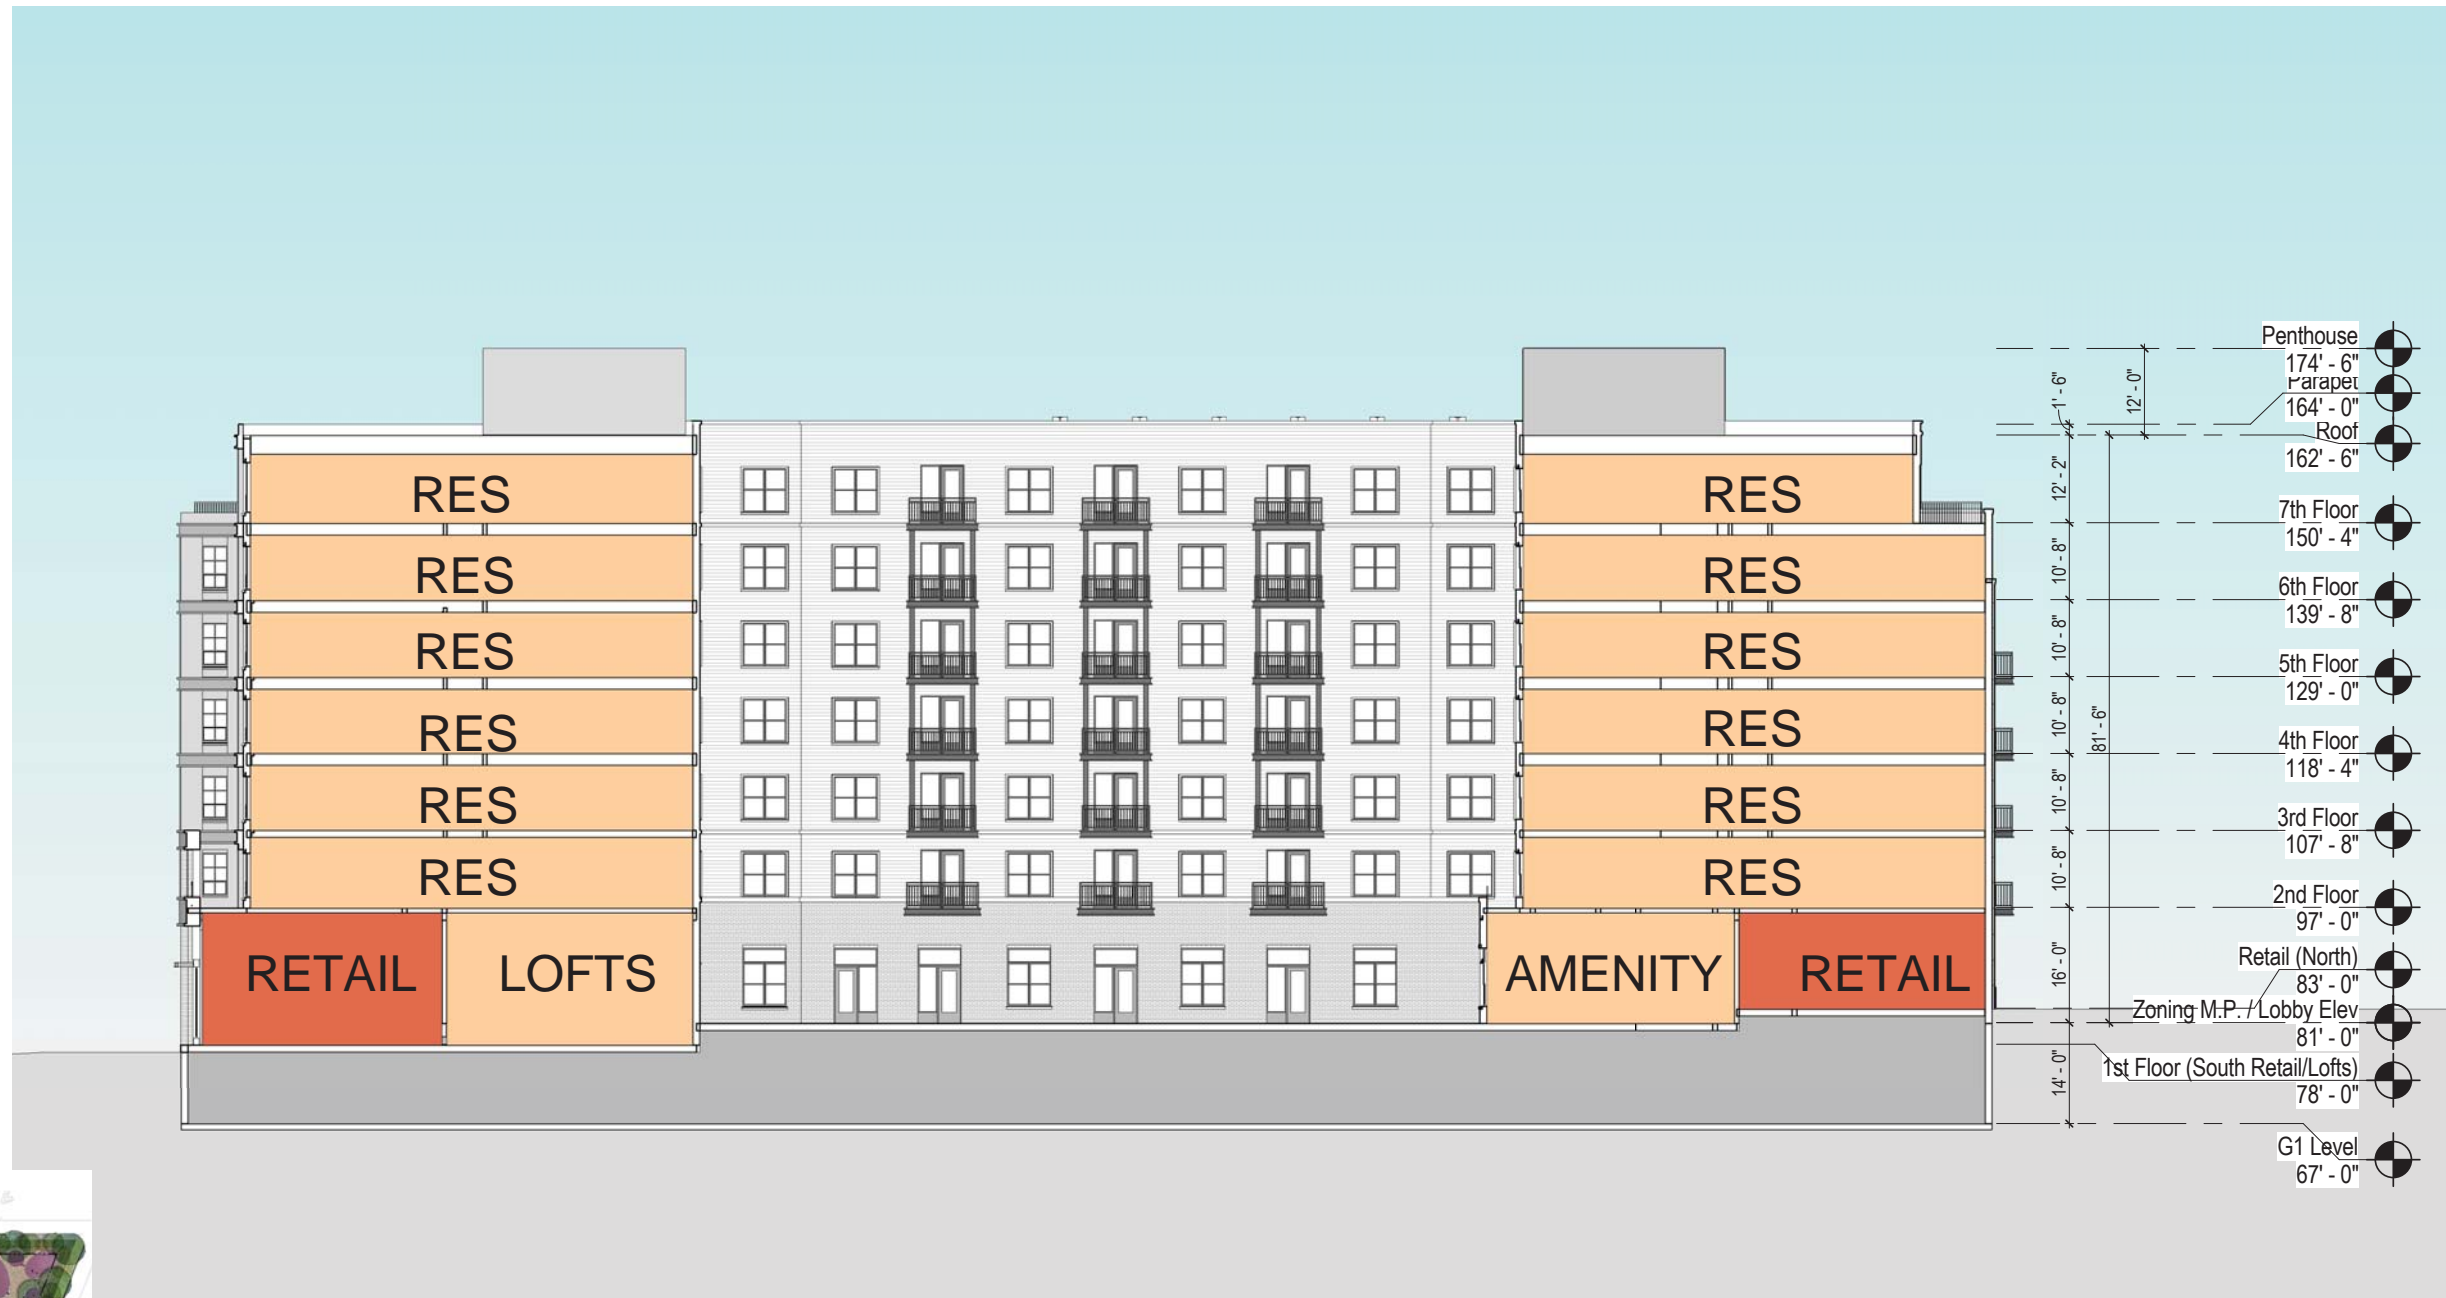 Penthouse
174' - 6"
Parapet
164' - 0"
Roof
162' - 6"
7th Floor
150' - 4"
6th Floor
139' - 8"
5th Floor
129' - 0"
4th Floor
118' - 4"
3rd Floor
107' - 8"
2nd Floor
97' - 0"
Retail (North)
83' - 0"
Zoning M.P. / Lobby Elev
81' - 0"
1st Floor (South Retail/Lofts)
78' - 0"
G1 Level
67' - 0"
1' - 6"
12' - 0"
12' - 2"
10' - 8"
10' - 8"
10' - 8"
10' - 8"
10' - 8"
16' - 0"
14' - 0"
81' - 6"
RES
RES
RES
RES
RES
RES
RETAIL
LOFTS
RES
RES
RES
RES
RES
RES
AMENITY
RETAIL